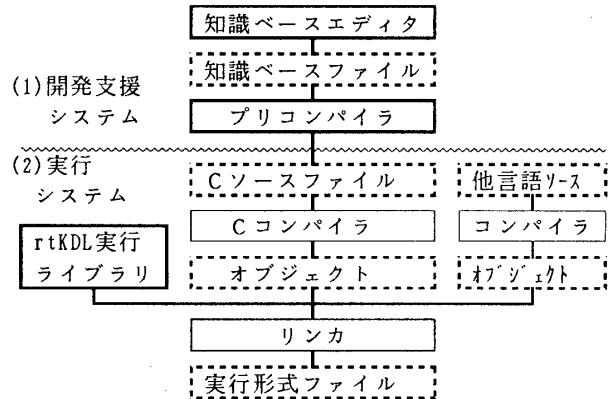 知識ベースエディタ
知識ベースファイル
(1)開発支援
システム
プリコンパイラ
(2)実行
システム
Cソースファイル
他言語ソース
Cコンパイラ
コンパイラ
rtKDL実行
ライブラリ
オブジェクト
オブジェクト
リンカ
実行形式ファイル